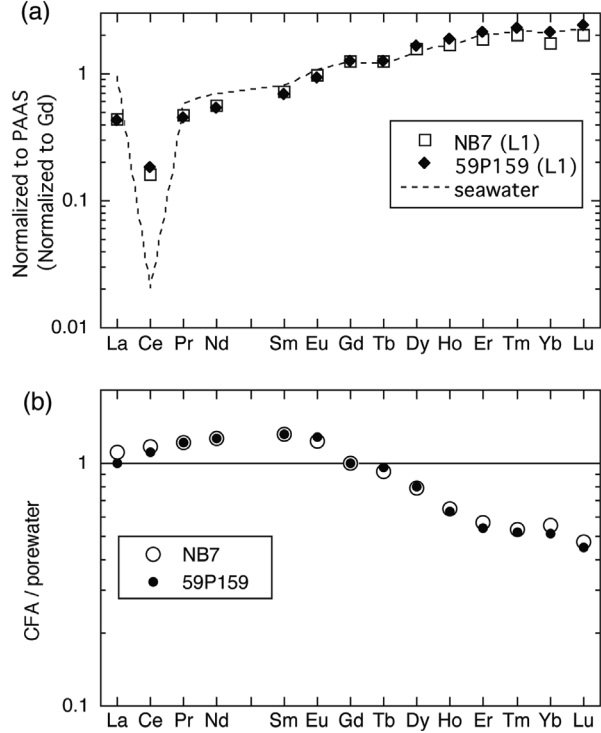 (a)
Normalized to PAAS
(Normalized to Gd)
1
0.1
0.01
NB7 (L1)
59P159 (L1)
seawater
La Ce Pr Nd Sm Eu Gd Tb Dy Ho Er Tm Yb Lu
(b)
CFA / porewater
1
0.1
NB7
59P159
La Ce Pr Nd Sm Eu Gd Tb Dy Ho Er Tm Yb Lu